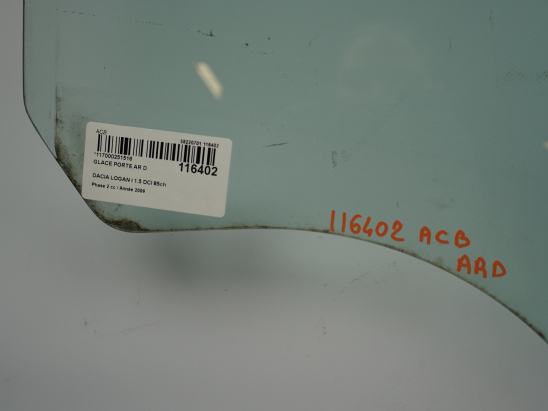 ACR
38220701 116402
*117000251516
116402
GLACE PORTE AR D
DACIA LOGAN I 1.5 DCI 85ch
Phase 2 cc / Année 2009
116402 ACB
ARD